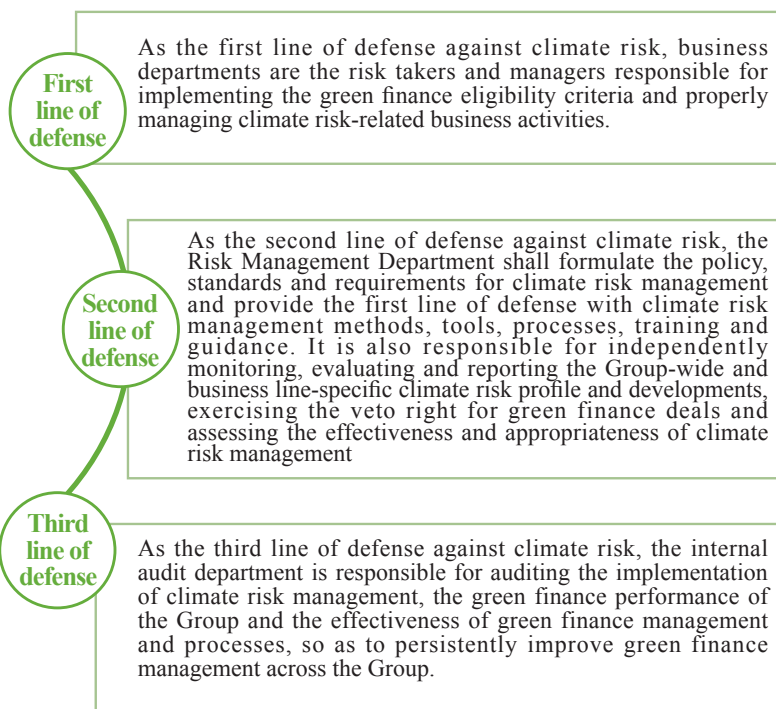 First
line of
defense
As the first line of defense against climate risk, business
departments are the risk takers and managers responsible for
implementing the green finance eligibility criteria and properly
managing climate risk-related business activities.
Second
line of
defense
As the second line of defense against climate risk, the
Risk Management Department shall formulate the policy,
standards and requirements for climate risk management
and provide the first line of defense with climate risk
management methods, tools, processes, training and
guidance. It is also responsible for independently
monitoring, evaluating and reporting the Group-wide and
business line-specific climate risk profile and developments,
exercising the veto right for green finance deals and
assessing the effectiveness and appropriateness of climate
risk management
Third
line of
defense
As the third line of defense against climate risk, the internal
audit department is responsible for auditing the implementation
of climate risk management, the green finance performance of
the Group and the effectiveness of green finance management
and processes, so as to persistently improve green finance
management across the Group.